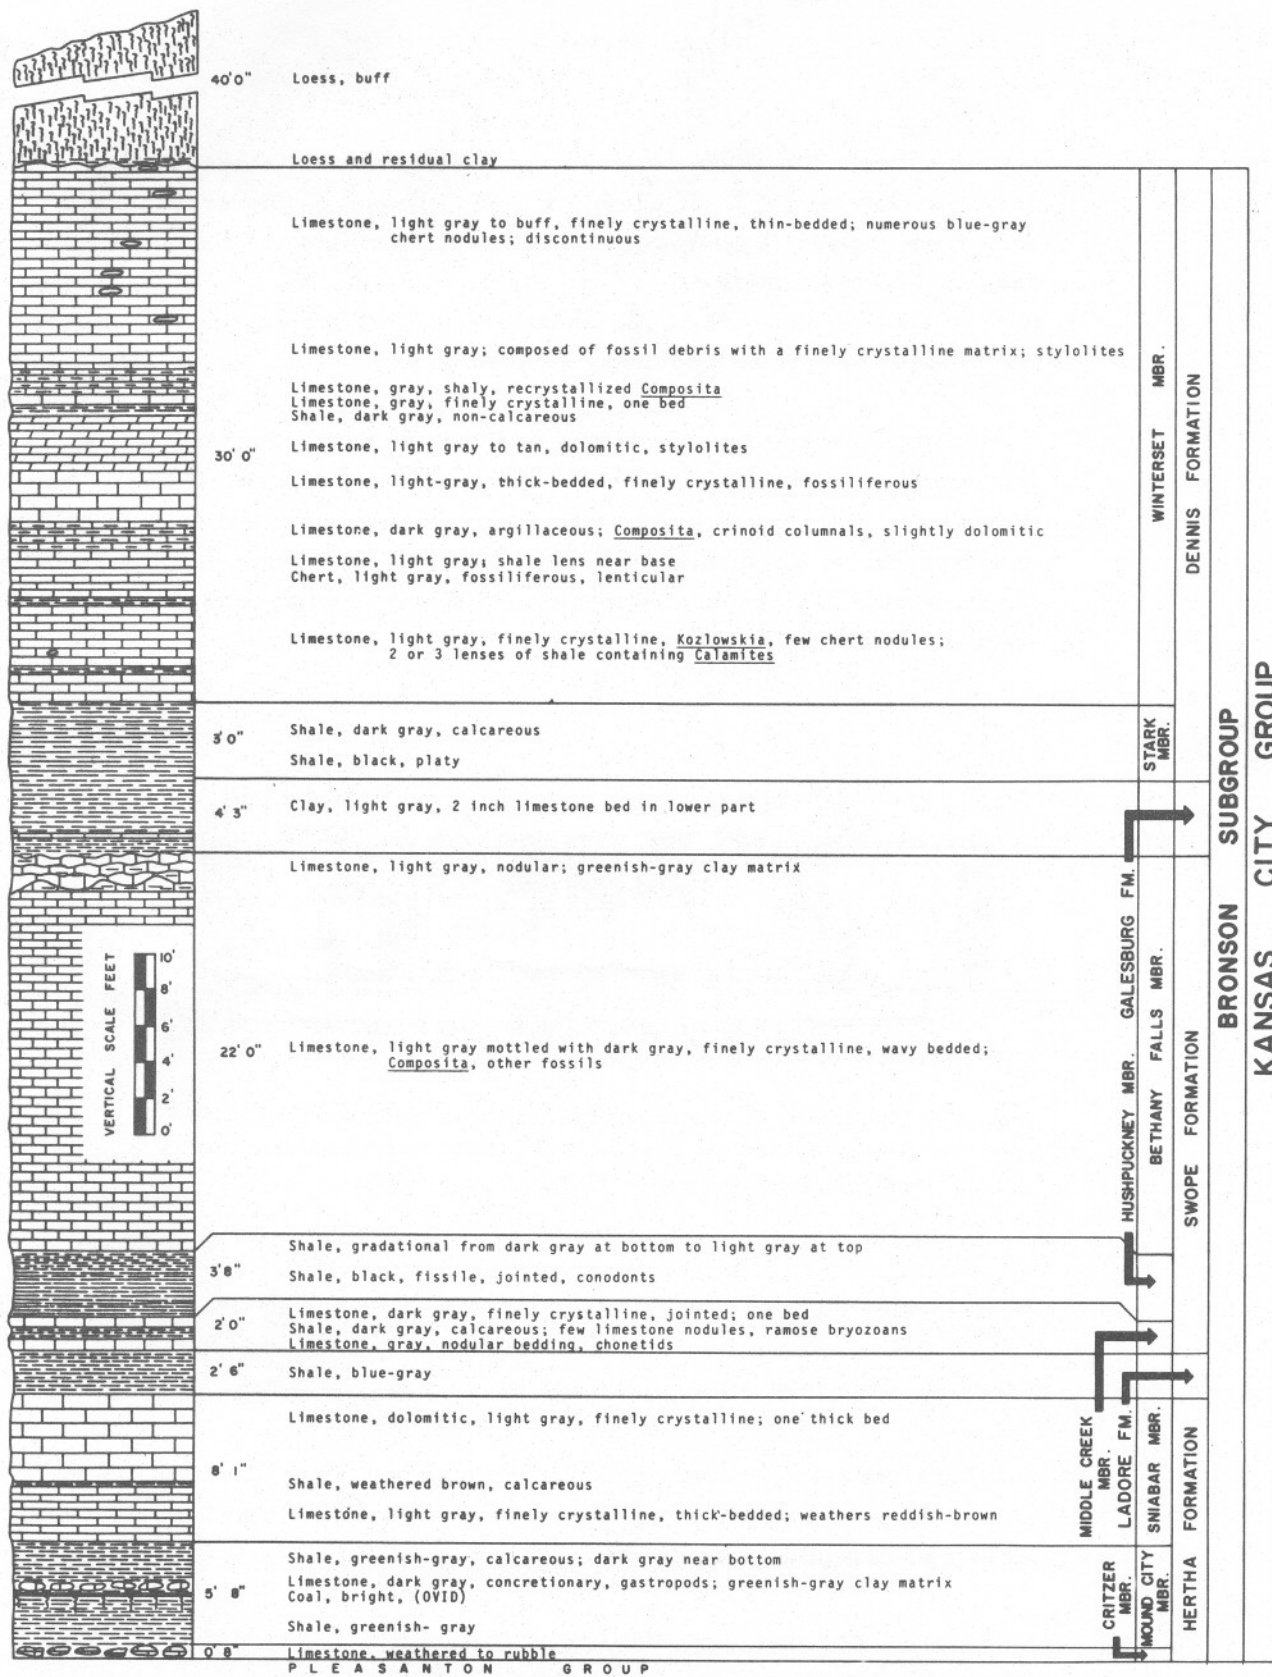 40'0" Loess, buff
Loess and residual clay
Limestone, light gray to buff, finely crystalline, thin-bedded; numerous blue-gray
chert nodules; discontinuous
Limestone, light gray; composed of fossil debris with a finely crystalline matrix; stylolites
Limestone, gray, shaly, recrystallized Composita
Limestone, gray, finely crystalline, one bed
Shale, dark gray, non-calcareous
30' 0" Limestone, light gray to tan, dolomitic, stylolites
Limestone, light-gray, thick-bedded, finely crystalline, fossiliferous
Limestone, dark gray, argillaceous; Composita, crinoid columnals, slightly dolomitic
Limestone, light gray; shale lens near base
Chert, light gray, fossiliferous, lenticular
Limestone, light gray, finely crystalline, Kozlowskia, few chert nodules;
2 or 3 lenses of shale containing Calamites
WINTERSET MBR.
DENNIS FORMATION
3'0" Shale, dark gray, calcareous
Shale, black, platy
STARK
MBR.
4' 3" Clay, light gray, 2 inch limestone bed in lower part
GALESBURG FM.
Limestone, light gray, nodular; greenish-gray clay matrix
VERTICAL SCALE FEET
10'
8'
6'
4'
2'
0'
22' 0" Limestone, light gray mottled with dark gray, finely crystalline, wavy bedded;
Composita, other fossils
HUSHPUCKNEY MBR.
BETHANY FALLS MBR.
SWOPE FORMATION
BRONSON SUBGROUP
KANSAS CITY GROUP
Shale, gradational from dark gray at bottom to light gray at top
3'8" Shale, black, fissile, jointed, conodonts
Limestone, dark gray, finely crystalline, jointed; one bed
2' 0" Shale, dark gray, calcareous; few limestone nodules, ramose bryozoans
Limestone, gray, nodular bedding, chonetids
2' 6" Shale, blue-gray
Limestone, dolomitic, light gray, finely crystalline; one thick bed
8' 1" Shale, weathered brown, calcareous
Limestone, light gray, finely crystalline, thick-bedded; weathers reddish-brown
MIDDLE CREEK
MBR.
LADORE FM.
SNIABAR MBR.
HERTHA FORMATION
Shale, greenish-gray, calcareous; dark gray near bottom
5' 8" Limestone, dark gray, concretionary, gastropods; greenish-gray clay matrix
Coal, bright, (OVID)
Shale, greenish- gray
CRITZER
MBR.
MOUND CITY
MBR.
0' 8" Limestone, weathered to rubble
PLEASANTON GROUP